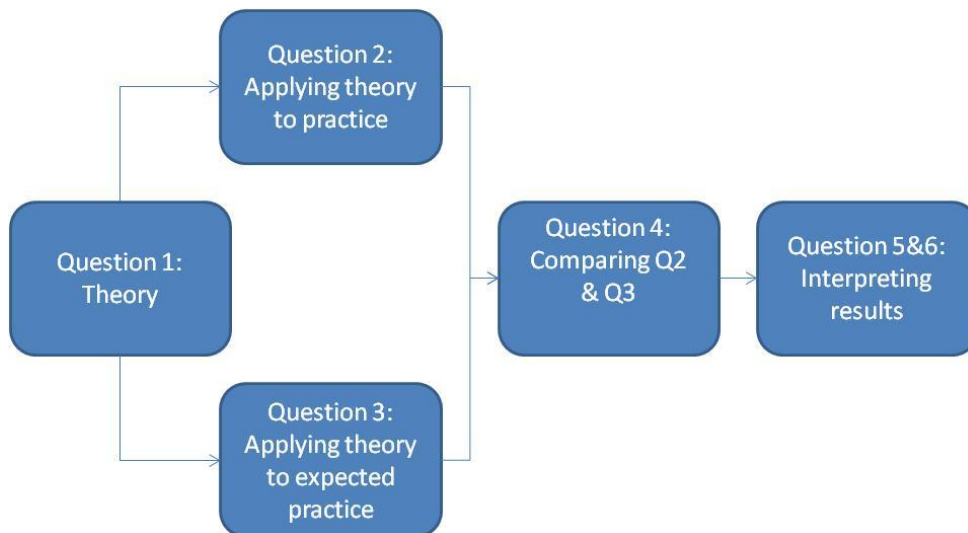 Question 2:
Applying theory
to practice
Question 1:
Theory
Question 3:
Applying theory
to expected
practice
Question 4:
Comparing Q2
& Q3
Question 5&6:
Interpreting
results